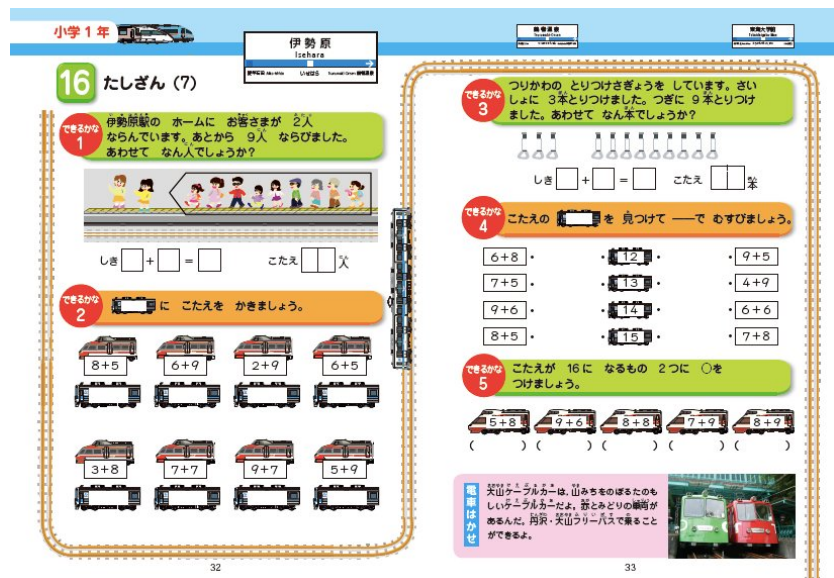 小学1年
伊勢原
Isehara
いせはら
16 たしざん (7)
できるかな 1
伊勢原駅の ホームに お客さまが 2人
ならんでいます。あとから 9人 ならびました。
あわせて なん人でしょうか?
しき □+□=□ こたえ 人
できるかな 2
に こたえを かきましょう。
8+5 6+9 2+9 6+5
3+8 7+7 9+7 5+9
32
できるかな 3
つりかわの とりつけさぎょうを しています。さい
しょに 3本とりつけました。つぎに 9本とりつけ
ました。あわせて なん本でしょうか?
しき □+□=□ こたえ 本
できるかな 4
こたえの を 見つけて ──で むすびましょう。
6+8・ ・12・ ・9+5
7+5・ ・13・ ・4+9
9+6・ ・14・ ・6+6
8+5・ ・15・ ・7+8
できるかな 5
こたえが 16に なるもの 2つに ○を
つけましょう。
5+8 9+6 8+8 7+9 8+9
( ) ( ) ( ) ( ) ( )
電車はかせ
大山ケーブルカーは、山みちをのぼるたのも
しいケーブルカーだよ。赤とみどりの車両が
あるんだ。丹沢・大山フリーパスで乗ること
ができるよ。
33